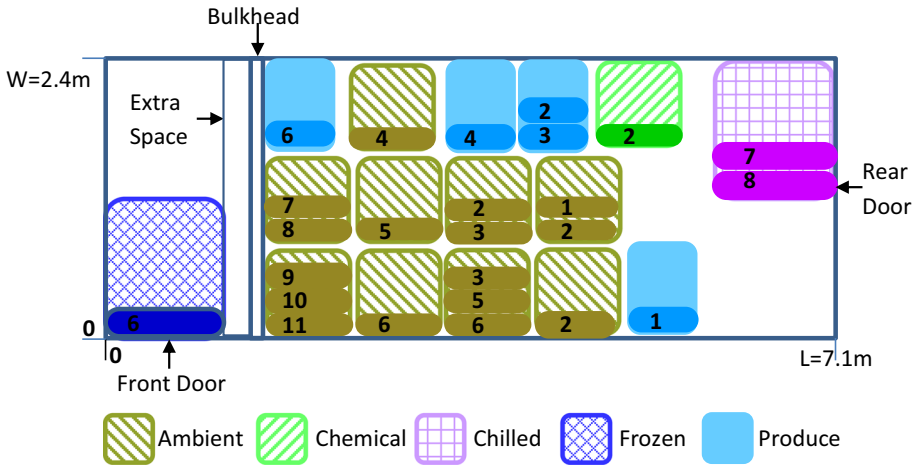 Bulkhead
W=2.4m
Extra
Space
6 4 4 2
3 2
7
8
Rear
Door
7
8 5 2
3 1
2
9
10
11 6 3
5
6 2 1
6
0
0
L=7.1m
Front Door
Ambient Chemical Chilled Frozen Produce